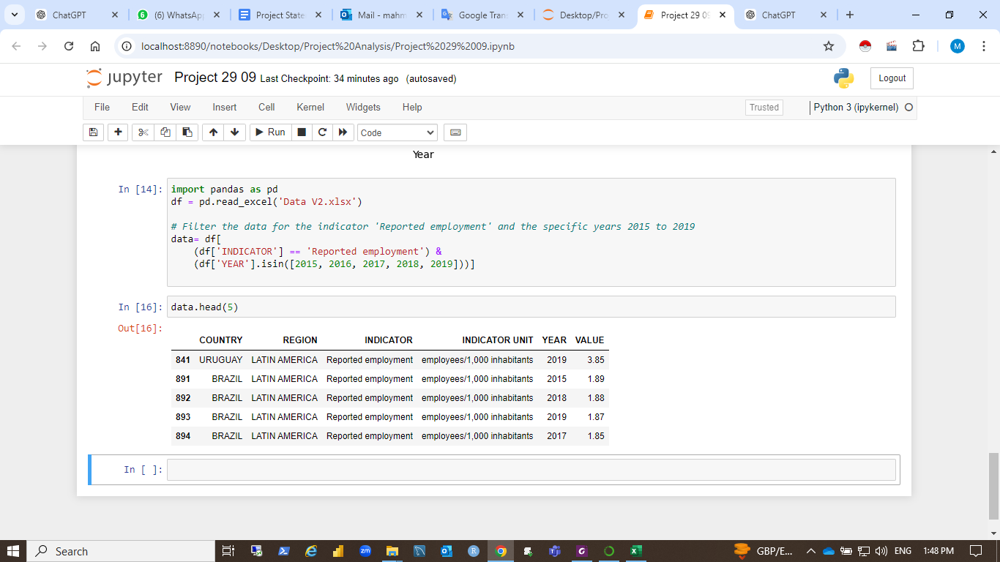 ChatGPT
(6) WhatsAp
Project State
Mail - mahm
Google Tran
Desktop/Pro
Project 29 09
ChatGPT
localhost:8890/notebooks/Desktop/Project%20Analysis/Project%2029%2009.ipynb
M
jupyter Project 29 09 Last Checkpoint: 34 minutes ago (autosaved)
Logout
File Edit View Insert Cell Kernel Widgets Help
Trusted
Python 3 (ipykernel)
Run
Code
Year
In [14]: import pandas as pd
df = pd.read_excel('Data V2.xlsx')
# Filter the data for the indicator 'Reported employment' and the specific years 2015 to 2019
data= df[
(df['INDICATOR'] == 'Reported employment') &
(df['YEAR'].isin([2015, 2016, 2017, 2018, 2019]))]
In [16]: data.head(5)
Out[16]:
COUNTRY REGION INDICATOR INDICATOR UNIT YEAR VALUE
841 URUGUAY LATIN AMERICA Reported employment employees/1,000 inhabitants 2019 3.85
891 BRAZIL LATIN AMERICA Reported employment employees/1,000 inhabitants 2015 1.89
892 BRAZIL LATIN AMERICA Reported employment employees/1,000 inhabitants 2018 1.88
893 BRAZIL LATIN AMERICA Reported employment employees/1,000 inhabitants 2019 1.87
894 BRAZIL LATIN AMERICA Reported employment employees/1,000 inhabitants 2017 1.85
In [ ]:
Search
GBP/E...
ENG
1:48 PM